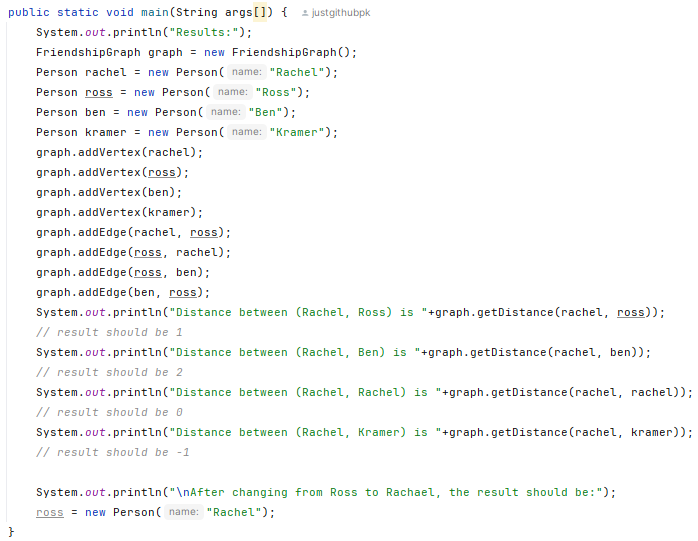 public static void main(String args[]) { justgithubpk
System.out.println("Results:");
FriendshipGraph graph = new FriendshipGraph();
Person rachel = new Person( name: "Rachel");
Person ross = new Person( name: "Ross");
Person ben = new Person( name: "Ben");
Person kramer = new Person( name: "Kramer");
graph.addVertex(rachel);
graph.addVertex(ross);
graph.addVertex(ben);
graph.addVertex(kramer);
graph.addEdge(rachel, ross);
graph.addEdge(ross, rachel);
graph.addEdge(ross, ben);
graph.addEdge(ben, ross);
System.out.println("Distance between (Rachel, Ross) is "+graph.getDistance(rachel, ross));
// result should be 1
System.out.println("Distance between (Rachel, Ben) is "+graph.getDistance(rachel, ben));
// result should be 2
System.out.println("Distance between (Rachel, Rachel) is "+graph.getDistance(rachel, rachel));
// result should be 0
System.out.println("Distance between (Rachel, Kramer) is "+graph.getDistance(rachel, kramer));
// result should be -1
System.out.println("\nAfter changing from Ross to Rachael, the result should be:");
ross = new Person( name: "Rachel");
}